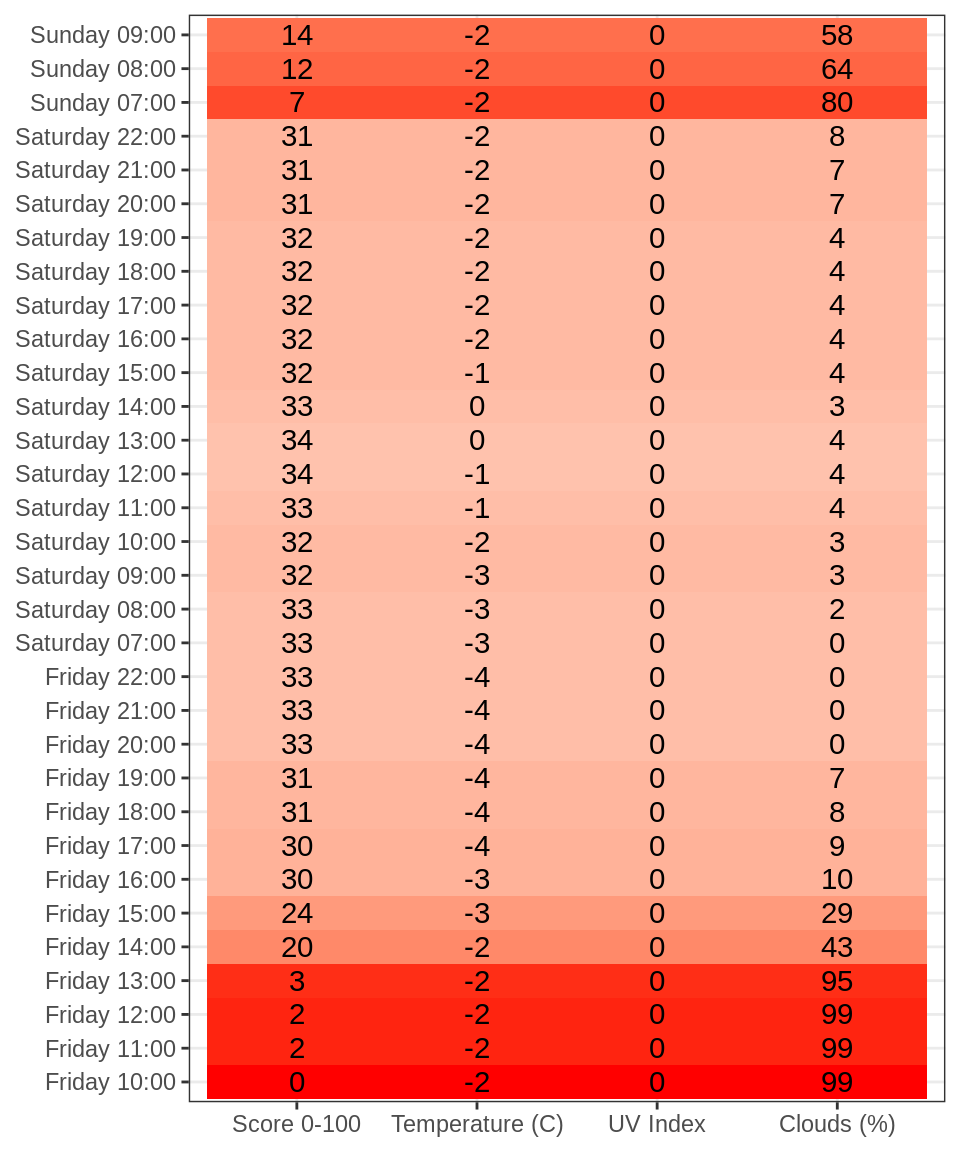 Sunday 09:00 14 -2 0 58
Sunday 08:00 12 -2 0 64
Sunday 07:00 7 -2 0 80
Saturday 22:00 31 -2 0 8
Saturday 21:00 31 -2 0 7
Saturday 20:00 31 -2 0 7
Saturday 19:00 32 -2 0 4
Saturday 18:00 32 -2 0 4
Saturday 17:00 32 -2 0 4
Saturday 16:00 32 -2 0 4
Saturday 15:00 32 -1 0 4
Saturday 14:00 33 0 0 3
Saturday 13:00 34 0 0 4
Saturday 12:00 34 -1 0 4
Saturday 11:00 33 -1 0 4
Saturday 10:00 32 -2 0 3
Saturday 09:00 32 -3 0 3
Saturday 08:00 33 -3 0 2
Saturday 07:00 33 -3 0 0
Friday 22:00 33 -4 0 0
Friday 21:00 33 -4 0 0
Friday 20:00 33 -4 0 0
Friday 19:00 31 -4 0 7
Friday 18:00 31 -4 0 8
Friday 17:00 30 -4 0 9
Friday 16:00 30 -3 0 10
Friday 15:00 24 -3 0 29
Friday 14:00 20 -2 0 43
Friday 13:00 3 -2 0 95
Friday 12:00 2 -2 0 99
Friday 11:00 2 -2 0 99
Friday 10:00 0 -2 0 99
Score 0-100 Temperature (C) UV Index Clouds (%)